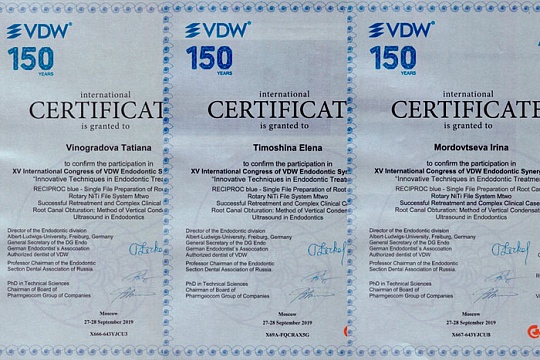 VDW
150
YEARS
international
CERTIFICAT
is granted to
Vinogradova Tatiana
to confirm the participation in
XV International Congress of VDW Endodontic S
"Innovative Techniques in Endodontic Treu
RECIPROC blue - Single File Preparation of Root
Rotary NiTi File System Mtwo
Successful Retreatment and Complex Clinical
Root Canal Obturation: Method of Vertical Conden
Ultrasound in Endodontics
Director of the Endodontic division
Albert-Ludwigs-University, Freiburg, Germany
General Secretary of the DG Endo
German Endodontist's Association
Authorized dentist of VDW
Professor Chairman of the Endodontic
Section Dental Association of Russia.
PhD in Technical Sciences
Chairman of Board of
Pharmgeocom Group of Companies
Moscow
27-28 September 2019
X666-643YJCU3
VDW
150
YEARS
international
CERTIFICAT
is granted to
Timoshina Elena
to confirm the participation in
XV International Congress of VDW Endodontic Sy
"Innovative Techniques in Endodontic Treat
RECIPROC blue - Single File Preparation of Root
Rotary NiTi File System Mtwo
Successful Retreatment and Complex Clinical Ca
Root Canal Obturation: Method of Vertical Conden
Ultrasound in Endodontics
Director of the Endodontic division
Albert-Ludwigs-University, Freiburg, Germany
General Secretary of the DG Endo
German Endodontist's Association
Authorized dentist of VDW
Professor Chairman of the Endodontic
Section Dental Association of Russia.
PhD in Technical Sciences
Chairman of Board of
Pharmgeocom Group of Companies
Moscow
27-28 September 2019
X69A-FQCRAX5G
VDW
150
YEARS
international
CERTIFICATE
is granted to
Mordovtseva Irina
to confirm the participation in
XV International Congress of VDW Endodontic Synerg
"Innovative Techniques in Endodontic Treatme
RECIPROC blue - Single File Preparation of Root Can
Rotary NiTi File System Mtwo
Successful Retreatment and Complex Clinical Case
Root Canal Obturation: Method of Vertical Condens
Ultrasound in Endodontics
Director of the Endodontic division
Albert-Ludwigs-University, Freiburg, Germany
General Secretary of the DG Endo
German Endodontist's Association
Authorized dentist of VDW
Professor Chairman of the Endodontic
Section Dental Association of Russia.
PhD in Technical Sciences
Chairman of Board of
Pharmgeocom Group of Companies
Moscow
27-28 September 2019
X667-643YJCUB